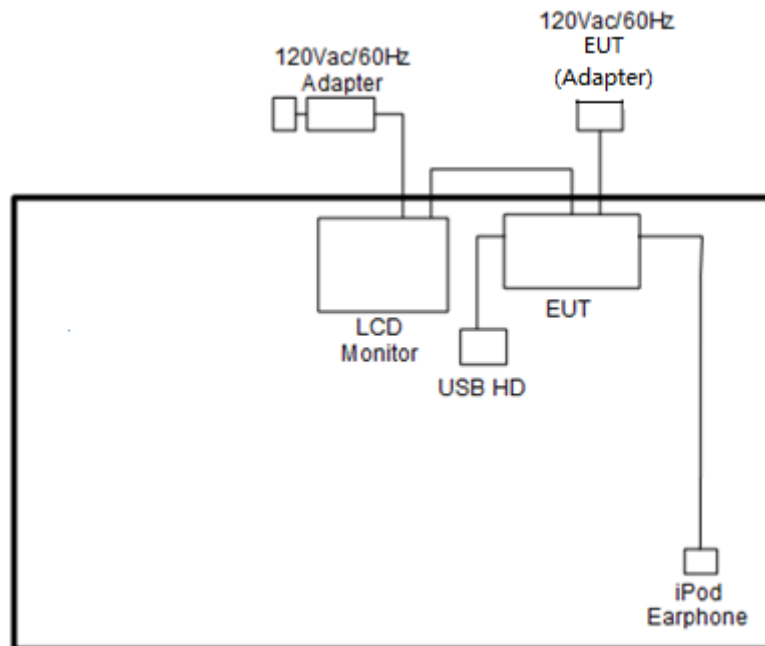 120Vac/60Hz
Adapter
120Vac/60Hz
EUT
(Adapter)
LCD
Monitor
EUT
USB HD
iPod
Earphone